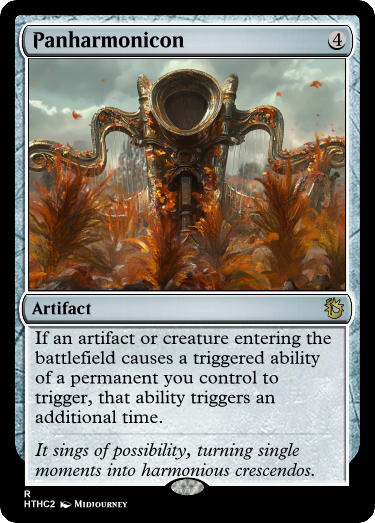 Panharmonicon 4
Artifact
If an artifact or creature entering the
battlefield causes a triggered ability
of a permanent you control to
trigger, that ability triggers an
additional time.
It sings of possibility, turning single
moments into harmonious crescendos.
R
HTHC2 Midjourney